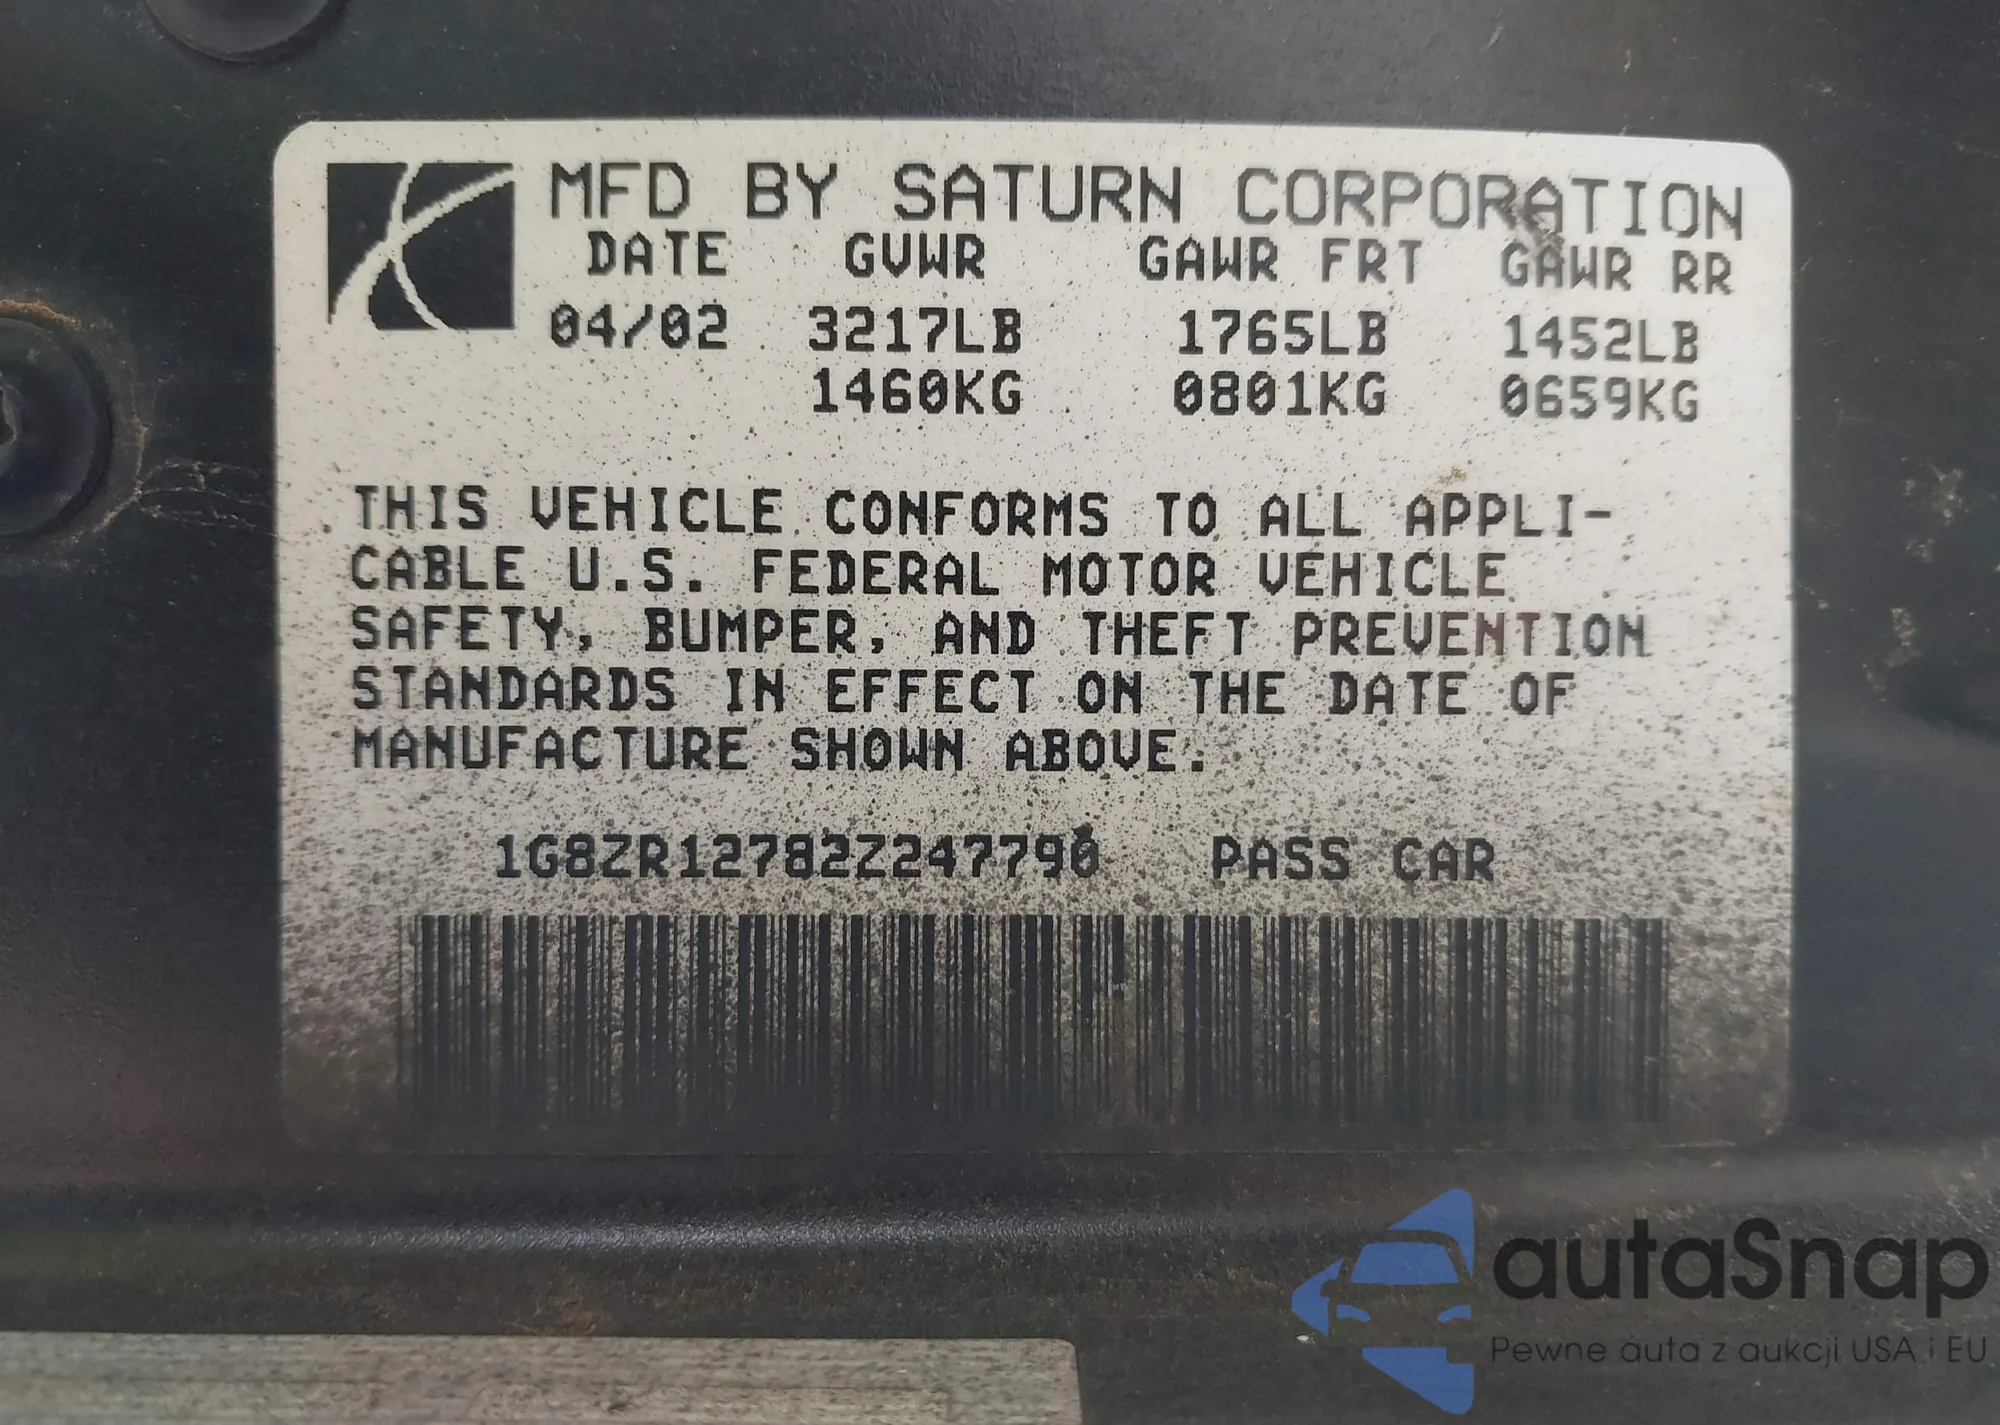 MFD BY SATURN CORPORATION
DATE GVWR GAWR FRT GAWR RR
04/02 3217LB 1765LB 1452LB
1460KG 0801KG 0659KG
THIS VEHICLE CONFORMS TO ALL APPLI-
CABLE U.S. FEDERAL MOTOR VEHICLE
SAFETY, BUMPER, AND THEFT PREVENTION
STANDARDS IN EFFECT ON THE DATE OF
MANUFACTURE SHOWN ABOVE.
1G8ZR12782Z247790 PASS CAR
autaSnap
Pewne auta z aukcji USA i EU